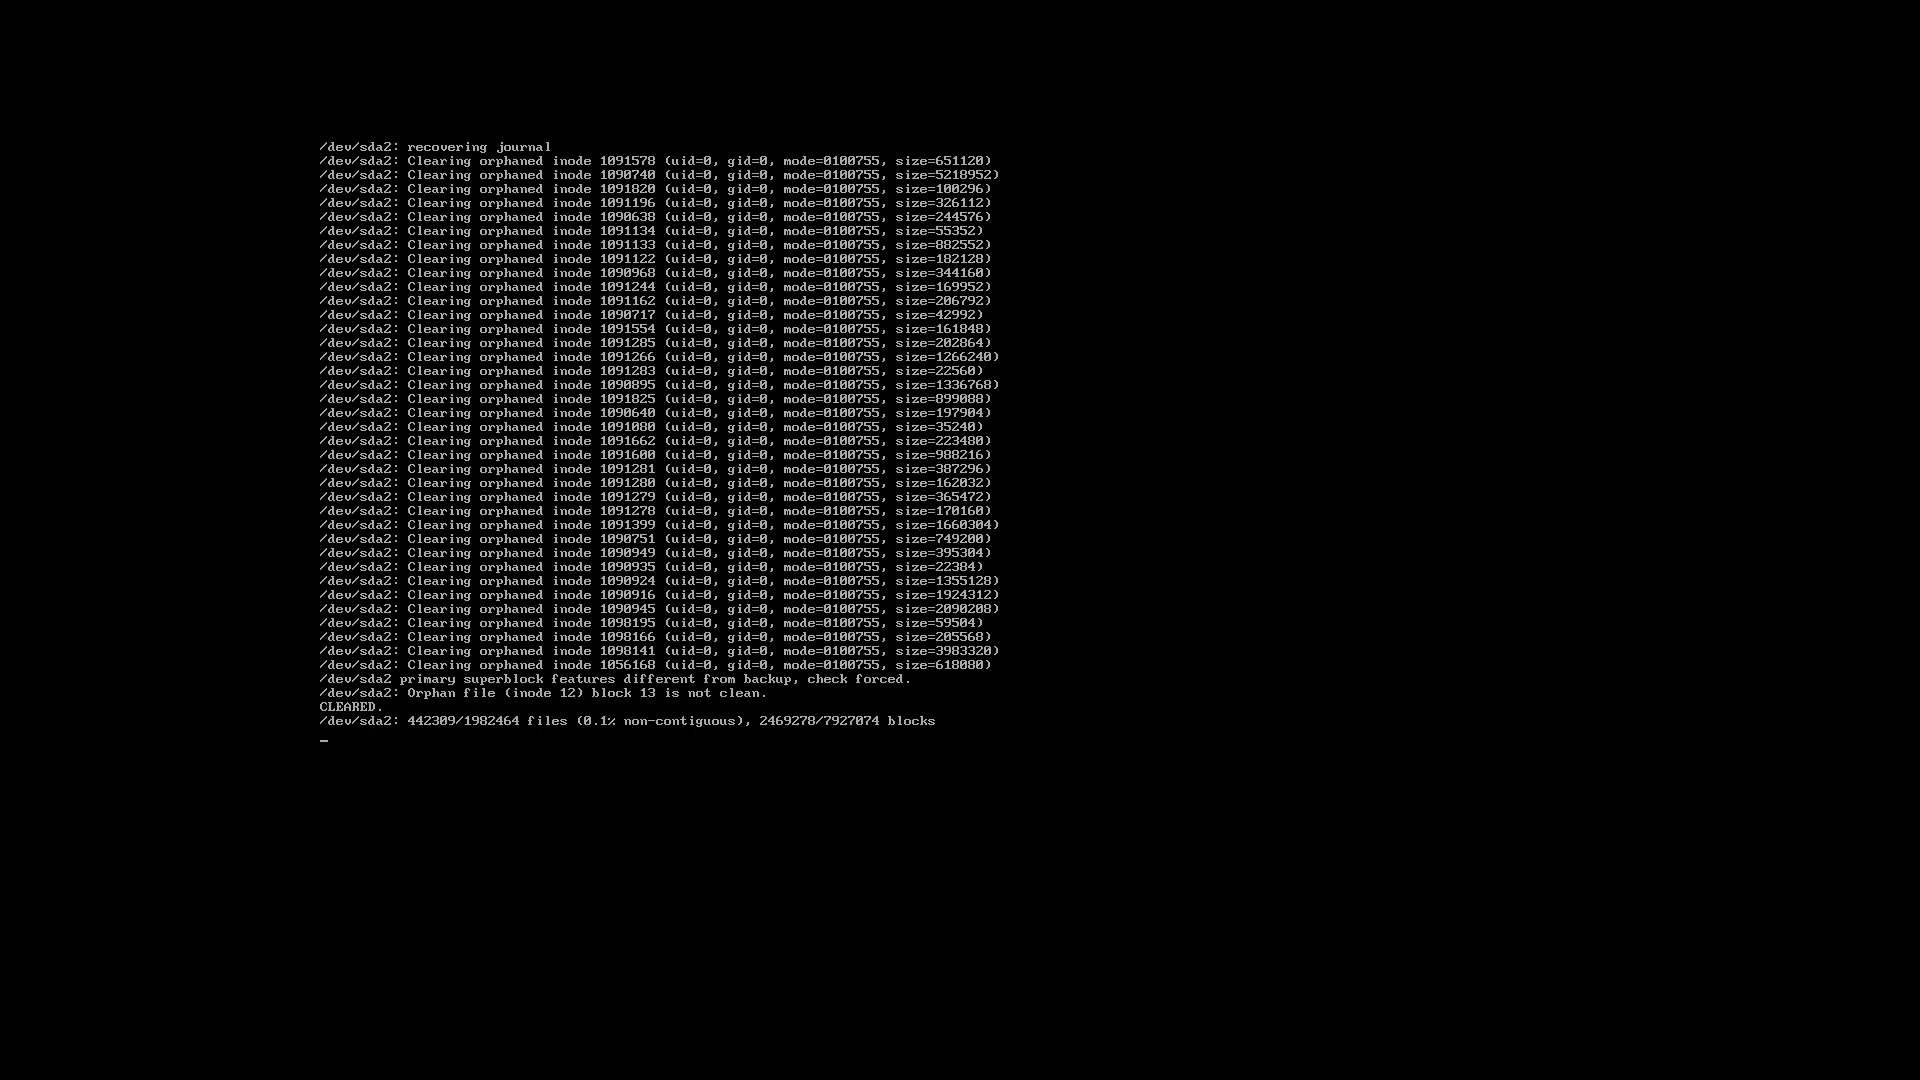 /dev/sda2: recovering journal
/dev/sda2: Clearing orphaned inode 1091578 (uid=0, gid=0, mode=0100755, size=651120)
/dev/sda2: Clearing orphaned inode 1090740 (uid=0, gid=0, mode=0100755, size=5218952)
/dev/sda2: Clearing orphaned inode 1091820 (uid=0, gid=0, mode=0100755, size=100296)
/dev/sda2: Clearing orphaned inode 1091196 (uid=0, gid=0, mode=0100755, size=326112)
/dev/sda2: Clearing orphaned inode 1090638 (uid=0, gid=0, mode=0100755, size=244576)
/dev/sda2: Clearing orphaned inode 1091134 (uid=0, gid=0, mode=0100755, size=55352)
/dev/sda2: Clearing orphaned inode 1091133 (uid=0, gid=0, mode=0100755, size=882552)
/dev/sda2: Clearing orphaned inode 1091122 (uid=0, gid=0, mode=0100755, size=182128)
/dev/sda2: Clearing orphaned inode 1090968 (uid=0, gid=0, mode=0100755, size=344160)
/dev/sda2: Clearing orphaned inode 1091244 (uid=0, gid=0, mode=0100755, size=169952)
/dev/sda2: Clearing orphaned inode 1091162 (uid=0, gid=0, mode=0100755, size=206792)
/dev/sda2: Clearing orphaned inode 1090717 (uid=0, gid=0, mode=0100755, size=42992)
/dev/sda2: Clearing orphaned inode 1091554 (uid=0, gid=0, mode=0100755, size=161848)
/dev/sda2: Clearing orphaned inode 1091285 (uid=0, gid=0, mode=0100755, size=202864)
/dev/sda2: Clearing orphaned inode 1091266 (uid=0, gid=0, mode=0100755, size=1266240)
/dev/sda2: Clearing orphaned inode 1091283 (uid=0, gid=0, mode=0100755, size=22560)
/dev/sda2: Clearing orphaned inode 1090895 (uid=0, gid=0, mode=0100755, size=1336768)
/dev/sda2: Clearing orphaned inode 1091825 (uid=0, gid=0, mode=0100755, size=899088)
/dev/sda2: Clearing orphaned inode 1090640 (uid=0, gid=0, mode=0100755, size=197904)
/dev/sda2: Clearing orphaned inode 1091080 (uid=0, gid=0, mode=0100755, size=35240)
/dev/sda2: Clearing orphaned inode 1091662 (uid=0, gid=0, mode=0100755, size=223480)
/dev/sda2: Clearing orphaned inode 1091600 (uid=0, gid=0, mode=0100755, size=988216)
/dev/sda2: Clearing orphaned inode 1091281 (uid=0, gid=0, mode=0100755, size=387296)
/dev/sda2: Clearing orphaned inode 1091280 (uid=0, gid=0, mode=0100755, size=162032)
/dev/sda2: Clearing orphaned inode 1091279 (uid=0, gid=0, mode=0100755, size=365472)
/dev/sda2: Clearing orphaned inode 1091278 (uid=0, gid=0, mode=0100755, size=170160)
/dev/sda2: Clearing orphaned inode 1091399 (uid=0, gid=0, mode=0100755, size=1660304)
/dev/sda2: Clearing orphaned inode 1090751 (uid=0, gid=0, mode=0100755, size=749200)
/dev/sda2: Clearing orphaned inode 1090949 (uid=0, gid=0, mode=0100755, size=395304)
/dev/sda2: Clearing orphaned inode 1090935 (uid=0, gid=0, mode=0100755, size=22384)
/dev/sda2: Clearing orphaned inode 1090924 (uid=0, gid=0, mode=0100755, size=1355128)
/dev/sda2: Clearing orphaned inode 1090916 (uid=0, gid=0, mode=0100755, size=1924312)
/dev/sda2: Clearing orphaned inode 1090945 (uid=0, gid=0, mode=0100755, size=2090208)
/dev/sda2: Clearing orphaned inode 1098195 (uid=0, gid=0, mode=0100755, size=59504)
/dev/sda2: Clearing orphaned inode 1098166 (uid=0, gid=0, mode=0100755, size=205568)
/dev/sda2: Clearing orphaned inode 1098141 (uid=0, gid=0, mode=0100755, size=3983320)
/dev/sda2: Clearing orphaned inode 1056168 (uid=0, gid=0, mode=0100755, size=618080)
/dev/sda2 primary superblock features different from backup, check forced.
/dev/sda2: Orphan file (inode 12) block 13 is not clean.
CLEARED.
/dev/sda2: 442309/1982464 files (0.1% non-contiguous), 2469278/7927074 blocks
_